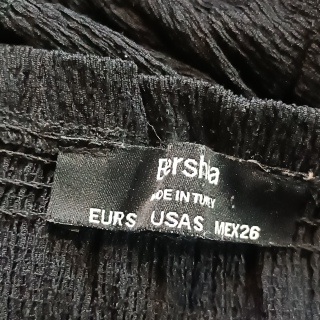 Bershka
MADE IN TURKEY
EUR S USA S MEX 26